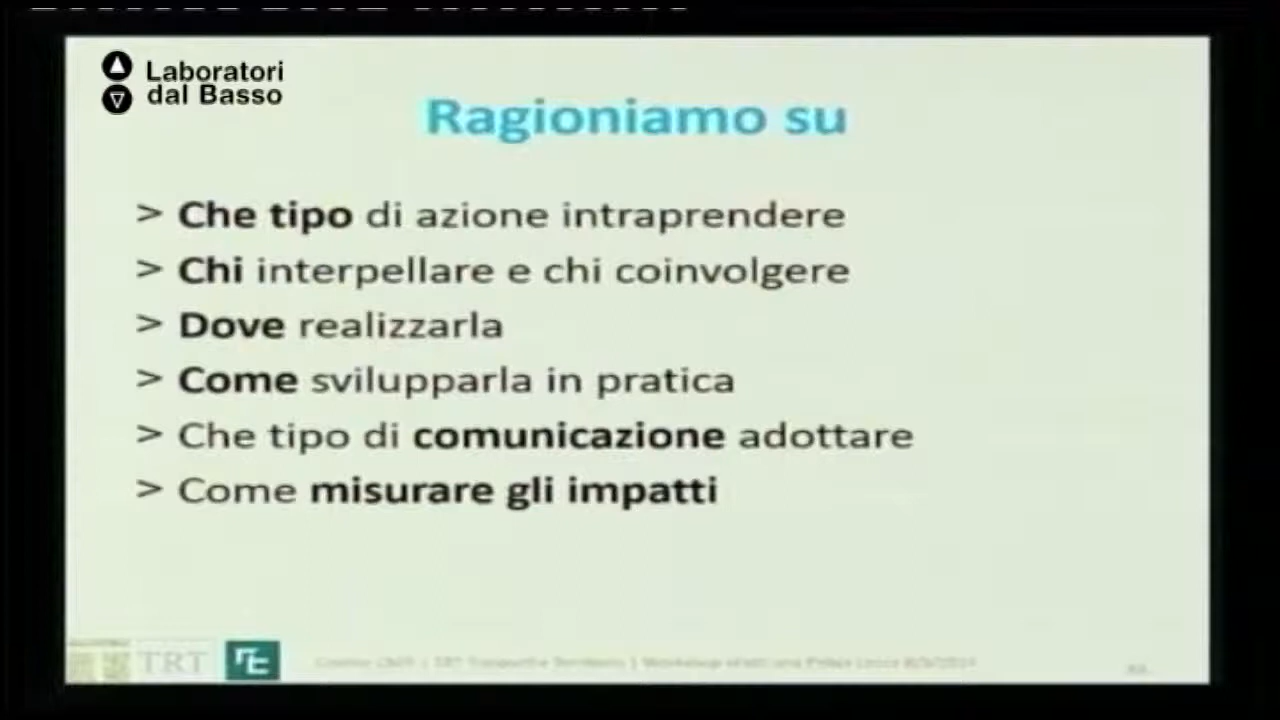 Laboratori
dal Basso
Ragioniamo su
> Che tipo di azione intraprendere
> Chi interpellare e chi coinvolgere
> Dove realizzarla
> Come svilupparla in pratica
> Che tipo di comunicazione adottare
> Come misurare gli impatti
TRT